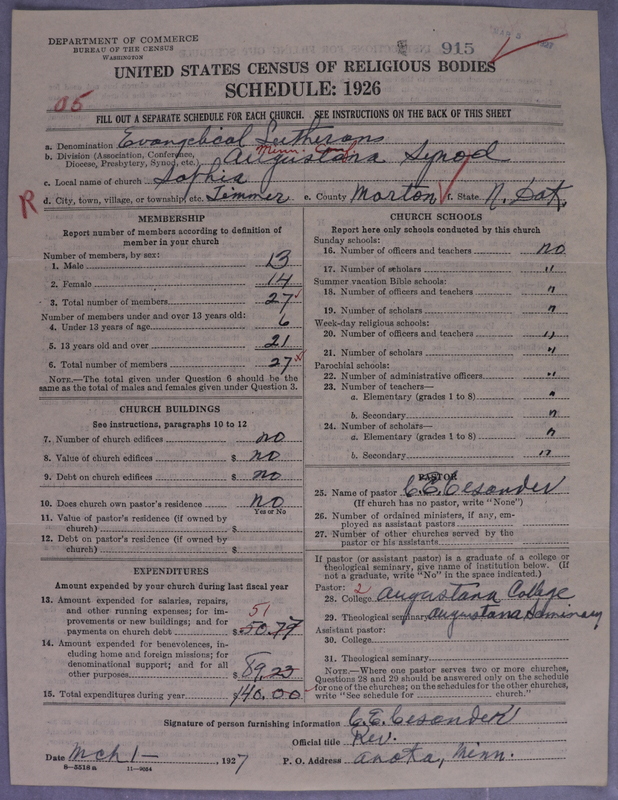 DEPARTMENT OF COMMERCE
BUREAU OF THE CENSUS
WASHINGTON
915
UNITED STATES CENSUS OF RELIGIOUS BODIES
SCHEDULE: 1926
05
FILL OUT A SEPARATE SCHEDULE FOR EACH CHURCH. SEE INSTRUCTIONS ON THE BACK OF THIS SHEET
a. Denomination Evangelical Lutherans
Minn. Conf.
b. Division (Association, Conference, Diocese, Presbytery, Synod, etc.) Augustana Synod
c. Local name of church Sophia
R
d. City, town, village, or township, etc. Timmer e. County Morton f. State N. Dak.
MEMBERSHIP
Report number of members according to definition of member in your church
Number of members, by sex:
1. Male 13
2. Female 14
3. Total number of members 27
Number of members under and over 13 years old:
4. Under 13 years of age 6
5. 13 years old and over 21
6. Total number of members 27
NOTE.—The total given under Question 6 should be the same as the total of males and females given under Question 3.
CHURCH BUILDINGS
See instructions, paragraphs 10 to 12
7. Number of church edifices no
8. Value of church edifices $ no
9. Debt on church edifices $ no
10. Does church own pastor's residence no
Yes or No
11. Value of pastor's residence (if owned by church) $
12. Debt on pastor's residence (if owned by church) $
EXPENDITURES
Amount expended by your church during last fiscal year
13. Amount expended for salaries, repairs, and other running expenses; for improvements or new buildings; and for payments on church debt $ 50.77
51
14. Amount expended for benevolences, including home and foreign missions; for denominational support; and for all other purposes $ 89.23
15. Total expenditures during year $ 140.00
CHURCH SCHOOLS
Report here only schools conducted by this church
Sunday schools:
16. Number of officers and teachers no
17. Number of scholars "
Summer vacation Bible schools:
18. Number of officers and teachers "
19. Number of scholars "
Week-day religious schools:
20. Number of officers and teachers "
21. Number of scholars "
Parochial schools:
22. Number of administrative officers "
23. Number of teachers—
a. Elementary (grades 1 to 8) "
b. Secondary "
24. Number of scholars—
a. Elementary (grades 1 to 8) "
b. Secondary "
PASTOR
25. Name of pastor C.E. Cesander
(If church has no pastor, write "None")
26. Number of ordained ministers, if any, employed as assistant pastors
27. Number of other churches served by the pastor or his assistants
If pastor (or assistant pastor) is a graduate of a college or theological seminary, give name of institution below. (If not a graduate, write "No" in the space indicated.)
Pastor: 2
28. College Augustana College
29. Theological seminary Augustana Seminary
Assistant pastor:
30. College
31. Theological seminary
NOTE.—Where one pastor serves two or more churches, Questions 28 and 29 should be answered only on the schedule for one of the churches; on the schedules for the other churches, write "See schedule for church."
Signature of person furnishing information C.E. Cesander
Official title Rev.
Date Mch 1— , 1927 P. O. Address Anoka, Minn.
8—5518a 11—9024